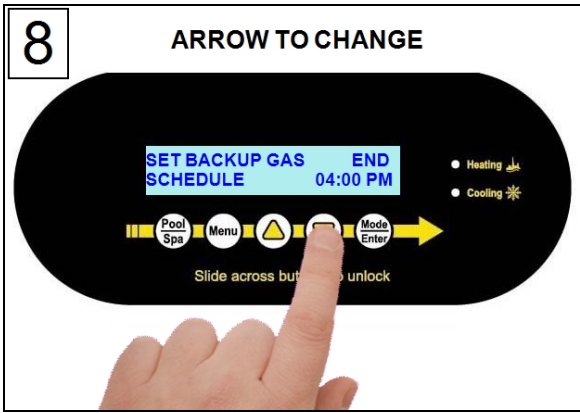 8
ARROW TO CHANGE
SET BACKUP GAS END
SCHEDULE 04:00 PM
Heating
Cooling
Pool
Spa
Menu
Mode
Enter
Slide across unlock